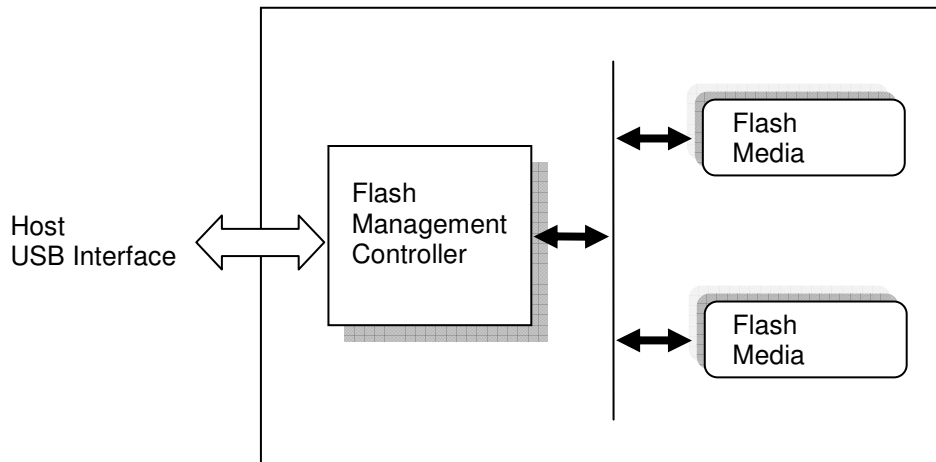 Host
USB Interface
Flash
Management
Controller
Flash
Media
Flash
Media